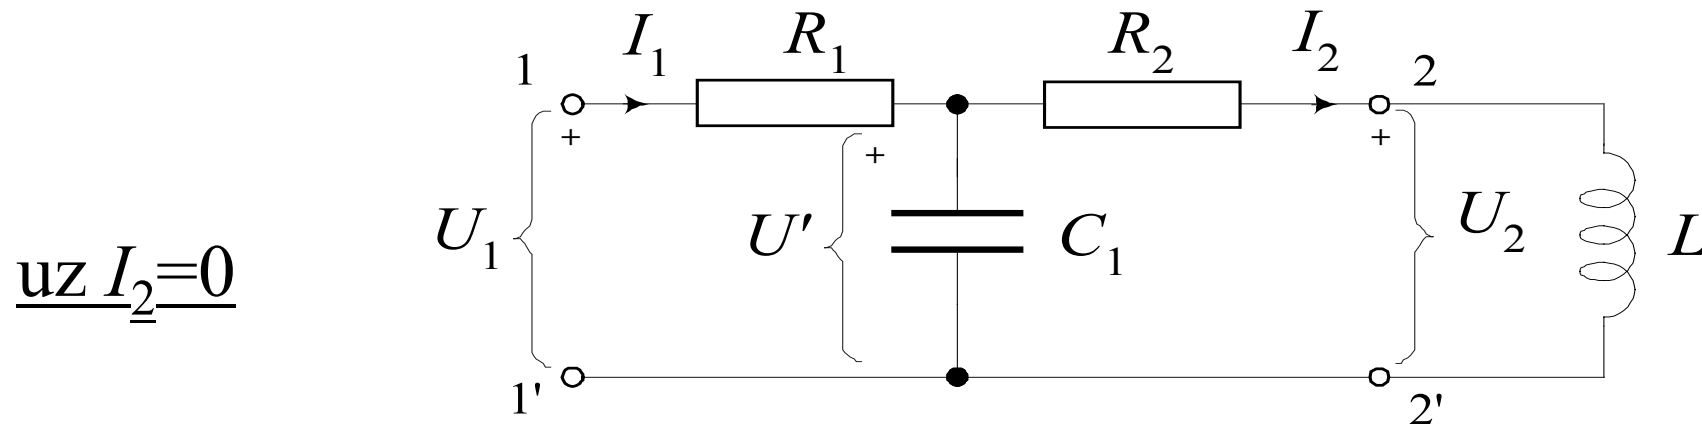 I₁ R₁ R₂ I₂
1 2
+ + +
U₁ U' C₁ U₂ L
uz I₂=0
1' 2'